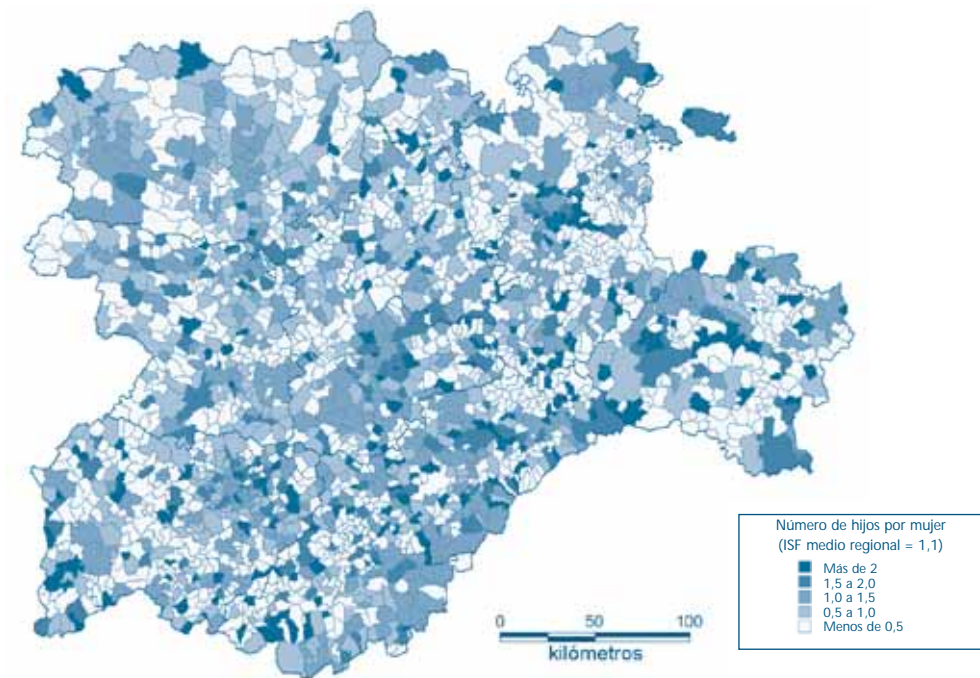 Número de hijos por mujer
(ISF medio regional = 1,1)
Más de 2
1,5 a 2,0
1,0 a 1,5
0,5 a 1,0
Menos de 0,5
0 50 100
kilómetros